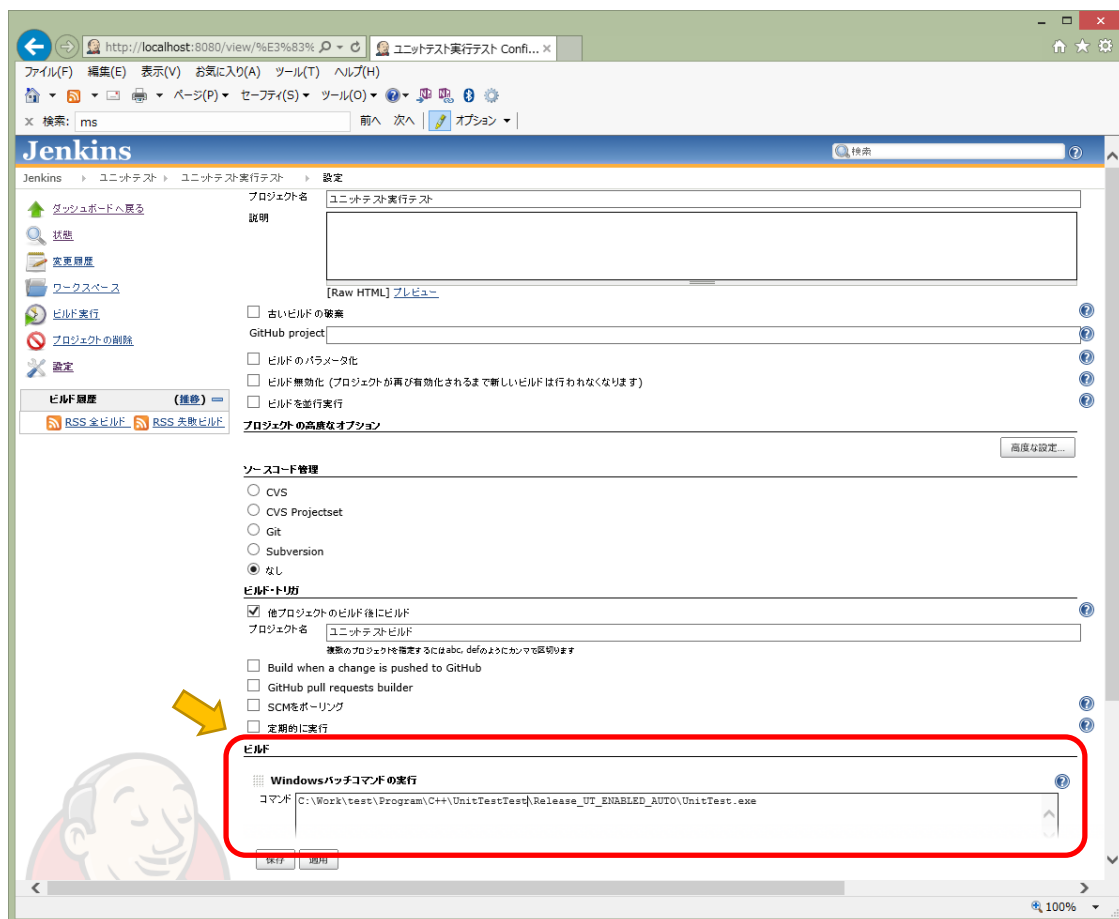 http://localhost:8080/view/%E3%83%
ユニットテスト実行テスト Confi...
ファイル(F) 編集(E) 表示(V) お気に入り(A) ツール(T) ヘルプ(H)
ページ(P) セーフティ(S) ツール(O)
検索: ms 前へ 次へ オプション
Jenkins
検索
Jenkins ユニットテスト ユニットテスト実行テスト 設定
ダッシュボードへ戻る
状態
変更履歴
ワークスペース
ビルド実行
プロジェクトの削除
設定
ビルド履歴 (推移)
RSS 全ビルド RSS 失敗ビルド
プロジェクト名 ユニットテスト実行テスト
説明
[Raw HTML] プレビュー
古いビルドの破棄
GitHub project
ビルドのパラメータ化
ビルド無効化 (プロジェクトが再び有効化されるまで新しいビルドは行われなくなります)
ビルドを並行実行
プロジェクトの高度なオプション
高度な設定...
ソースコード管理
CVS
CVS Projectset
Git
Subversion
なし
ビルド・トリガ
他プロジェクトのビルド後にビルド
プロジェクト名 ユニットテストビルド
複数のプロジェクトを指定するにはabc, defのようにカンマで区切ります
Build when a change is pushed to GitHub
GitHub pull requests builder
SCMをポーリング
定期的に実行
ビルド
Windowsバッチコマンドの実行
コマンド C:\Work\test\Program\C++\UnitTestTest\Release_UT_ENABLED_AUTO\UnitTest.exe
保存 適用
100%